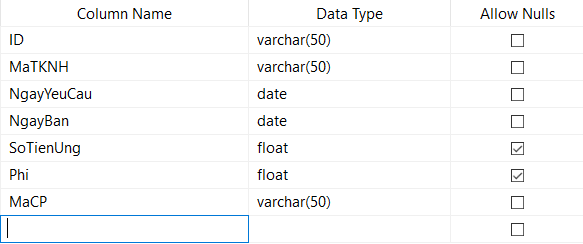 Column Name Data Type Allow Nulls
ID varchar(50)
MaTKNH varchar(50)
NgayYeuCau date
NgayBan date
SoTienUng float
Phi float
MaCP varchar(50)